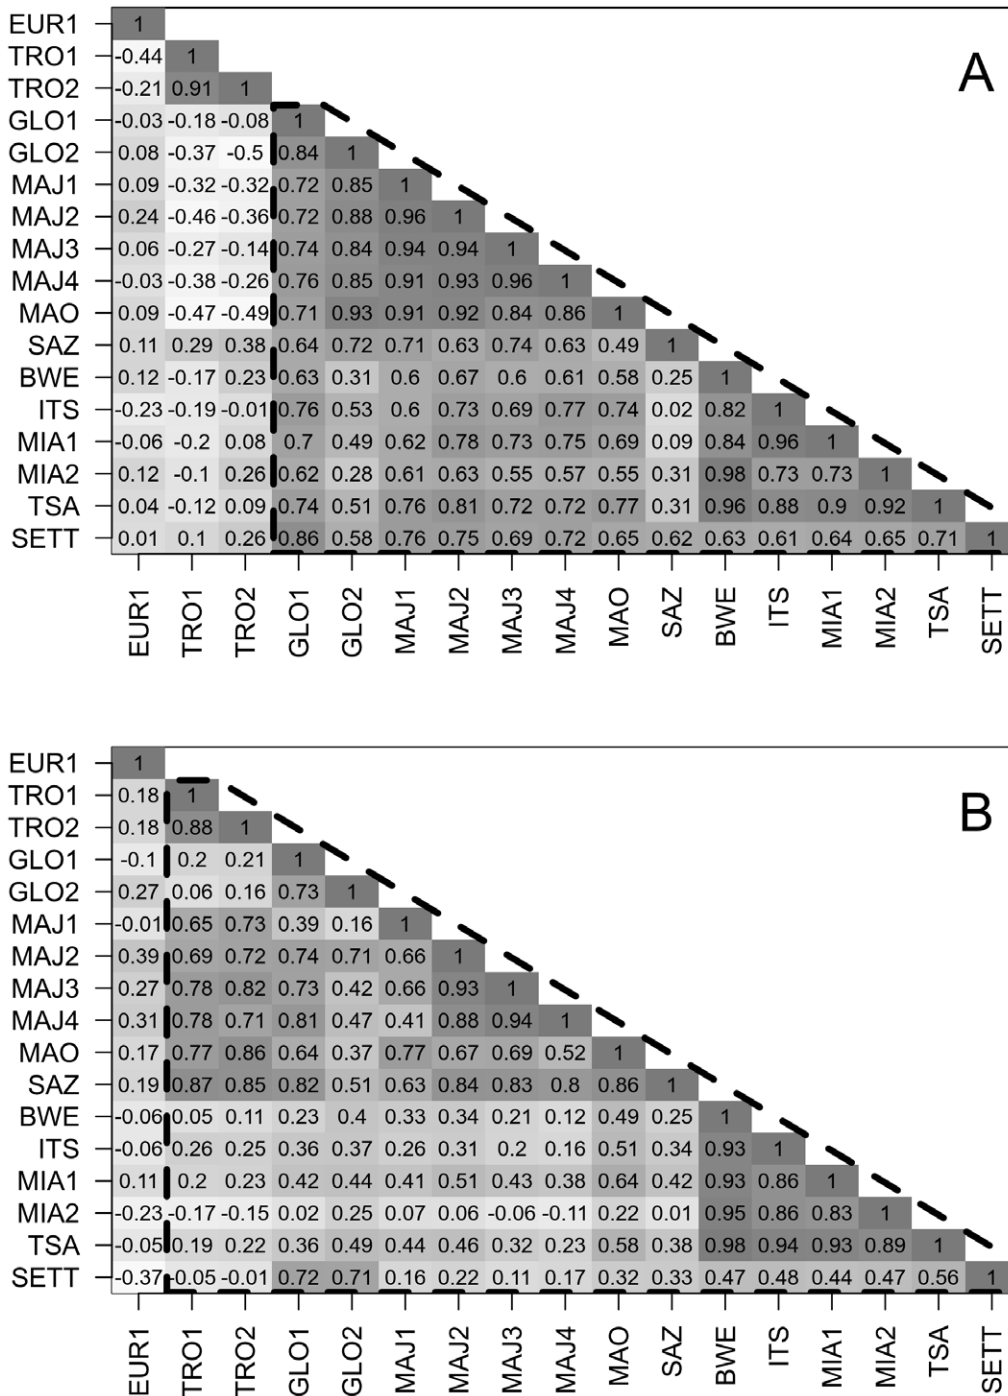 A
EUR1 1
TRO1 -0.44 1
TRO2 -0.21 0.91 1
GLO1 -0.03 -0.18 -0.08 1
GLO2 0.08 -0.37 -0.5 0.84 1
MAJ1 0.09 -0.32 -0.32 0.72 0.85 1
MAJ2 0.24 -0.46 -0.36 0.72 0.88 0.96 1
MAJ3 0.06 -0.27 -0.14 0.74 0.84 0.94 0.94 1
MAJ4 -0.03 -0.38 -0.26 0.76 0.85 0.91 0.93 0.96 1
MAO 0.09 -0.47 -0.49 0.71 0.93 0.91 0.92 0.84 0.86 1
SAZ 0.11 0.29 0.38 0.64 0.72 0.71 0.63 0.74 0.63 0.49 1
BWE 0.12 -0.17 0.23 0.63 0.31 0.6 0.67 0.6 0.61 0.58 0.25 1
ITS -0.23 -0.19 -0.01 0.76 0.53 0.6 0.73 0.69 0.77 0.74 0.02 0.82 1
MIA1 -0.06 -0.2 0.08 0.7 0.49 0.62 0.78 0.73 0.75 0.69 0.09 0.84 0.96 1
MIA2 0.12 -0.1 0.26 0.62 0.28 0.61 0.63 0.55 0.57 0.55 0.31 0.98 0.73 0.73 1
TSA 0.04 -0.12 0.09 0.74 0.51 0.76 0.81 0.72 0.72 0.77 0.31 0.96 0.88 0.9 0.92 1
SETT 0.01 0.1 0.26 0.86 0.58 0.76 0.75 0.69 0.72 0.65 0.62 0.63 0.61 0.64 0.65 0.71 1
EUR1 TRO1 TRO2 GLO1 GLO2 MAJ1 MAJ2 MAJ3 MAJ4 MAO SAZ BWE ITS MIA1 MIA2 TSA SETT
B
EUR1 1
TRO1 0.18 1
TRO2 0.18 0.88 1
GLO1 -0.1 0.2 0.21 1
GLO2 0.27 0.06 0.16 0.73 1
MAJ1 -0.01 0.65 0.73 0.39 0.16 1
MAJ2 0.39 0.69 0.72 0.74 0.71 0.66 1
MAJ3 0.27 0.78 0.82 0.73 0.42 0.66 0.93 1
MAJ4 0.31 0.78 0.71 0.81 0.47 0.41 0.88 0.94 1
MAO 0.17 0.77 0.86 0.64 0.37 0.77 0.67 0.69 0.52 1
SAZ 0.19 0.87 0.85 0.82 0.51 0.63 0.84 0.83 0.8 0.86 1
BWE -0.06 0.05 0.11 0.23 0.4 0.33 0.34 0.21 0.12 0.49 0.25 1
ITS -0.06 0.26 0.25 0.36 0.37 0.26 0.31 0.2 0.16 0.51 0.34 0.93 1
MIA1 0.11 0.2 0.23 0.42 0.44 0.41 0.51 0.43 0.38 0.64 0.42 0.93 0.86 1
MIA2 -0.23 -0.17 -0.15 0.02 0.25 0.07 0.06 -0.06 -0.11 0.22 0.01 0.95 0.86 0.83 1
TSA -0.05 0.19 0.22 0.36 0.49 0.44 0.46 0.32 0.23 0.58 0.38 0.98 0.94 0.93 0.89 1
SETT -0.37 -0.05 -0.01 0.72 0.71 0.16 0.22 0.11 0.17 0.32 0.33 0.47 0.48 0.44 0.47 0.56 1
EUR1 TRO1 TRO2 GLO1 GLO2 MAJ1 MAJ2 MAJ3 MAJ4 MAO SAZ BWE ITS MIA1 MIA2 TSA SETT